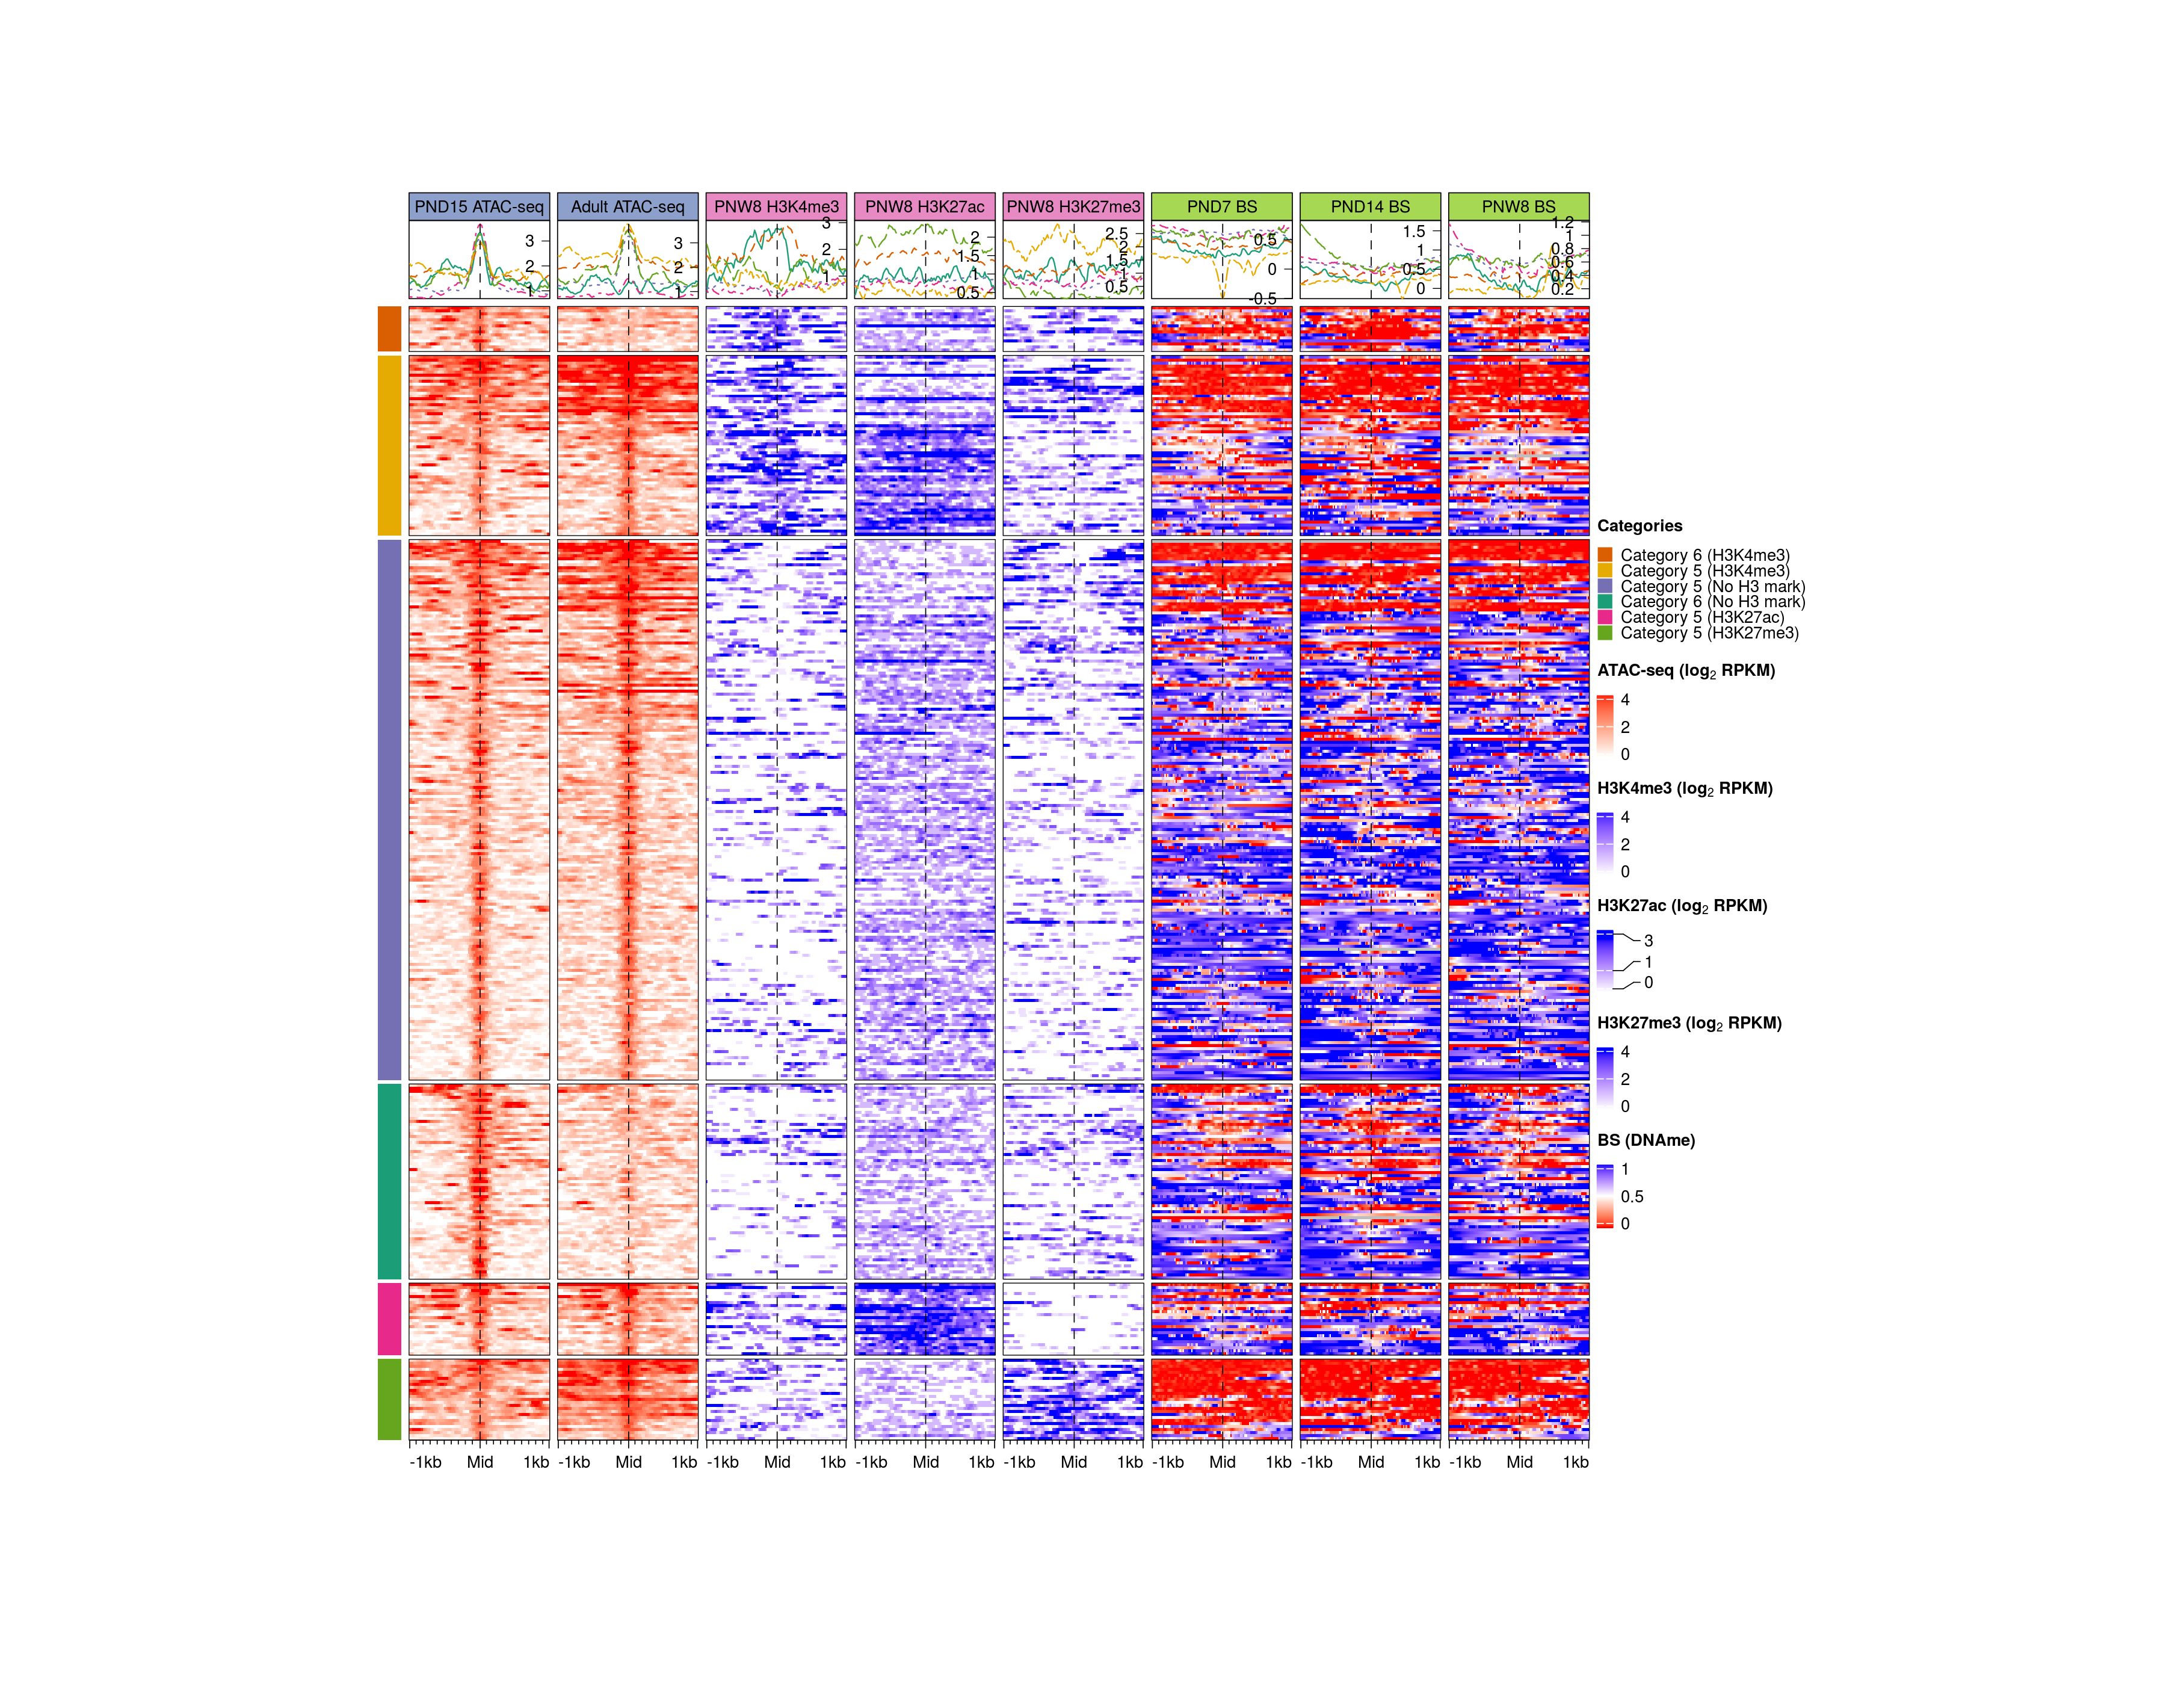 PND15 ATAC-seq Adult ATAC-seq PNW8 H3K4me3 PNW8 H3K27ac PNW8 H3K27me3 PND7 BS PND14 BS PNW8 BS
3 2 1
3 2 1
3 2 1
2 1.5 1 0.5
2.5 2 1.5 1 0.5
0.5 0 -0.5
1.5 1 0.5 0
1.2 1 0.8 0.6 0.4 0.2
-1kb Mid 1kb -1kb Mid 1kb -1kb Mid 1kb -1kb Mid 1kb -1kb Mid 1kb -1kb Mid 1kb -1kb Mid 1kb -1kb Mid 1kb
Categories
Category 6 (H3K4me3)
Category 5 (H3K4me3)
Category 5 (No H3 mark)
Category 6 (No H3 mark)
Category 5 (H3K27ac)
Category 5 (H3K27me3)
ATAC-seq (log₂ RPKM)
4
2
0
H3K4me3 (log₂ RPKM)
4
2
0
H3K27ac (log₂ RPKM)
3
1
0
H3K27me3 (log₂ RPKM)
4
2
0
BS (DNAme)
1
0.5
0